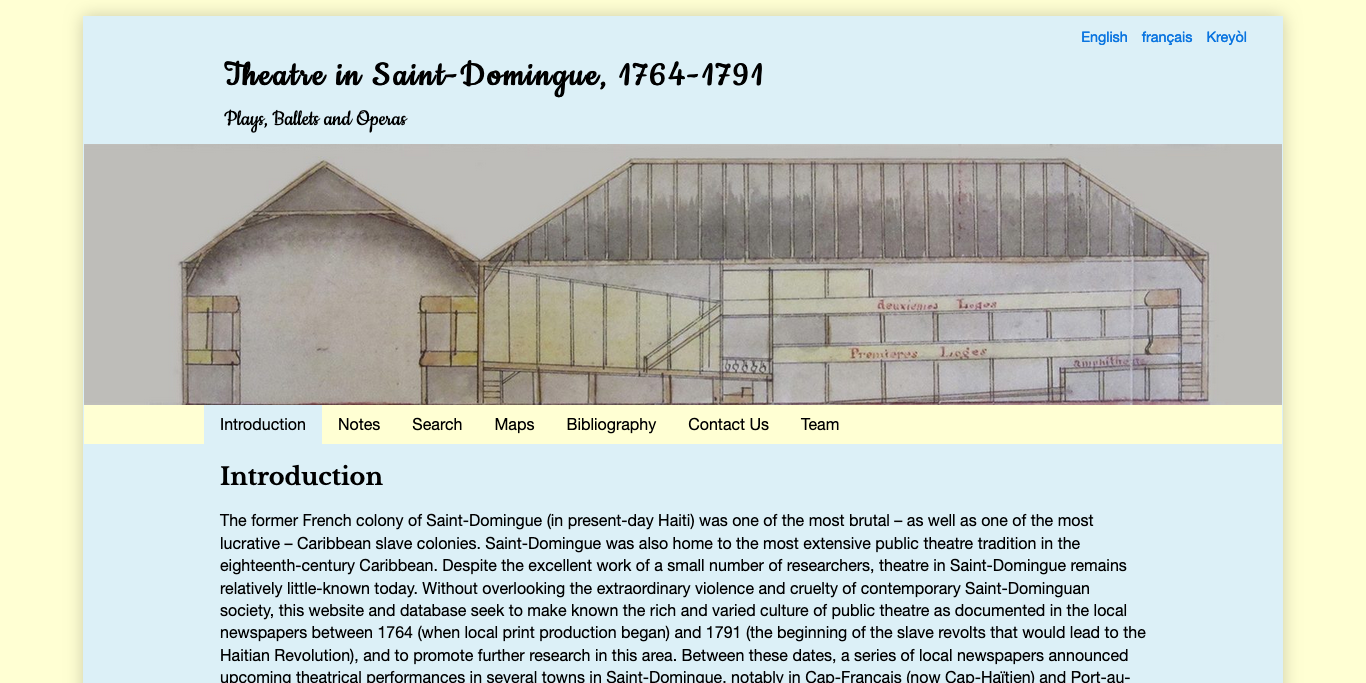 English français Kreyòl
Theatre in Saint-Domingue, 1764-1791
Plays, Ballets and Operas
deuxiemes Loges
Premieres Loges
amphitheatre
Introduction Notes Search Maps Bibliography Contact Us Team
Introduction
The former French colony of Saint-Domingue (in present-day Haiti) was one of the most brutal – as well as one of the most
lucrative – Caribbean slave colonies. Saint-Domingue was also home to the most extensive public theatre tradition in the
eighteenth-century Caribbean. Despite the excellent work of a small number of researchers, theatre in Saint-Domingue remains
relatively little-known today. Without overlooking the extraordinary violence and cruelty of contemporary Saint-Dominguan
society, this website and database seek to make known the rich and varied culture of public theatre as documented in the local
newspapers between 1764 (when local print production began) and 1791 (the beginning of the slave revolts that would lead to the
Haitian Revolution), and to promote further research in this area. Between these dates, a series of local newspapers announced
upcoming theatrical performances in several towns in Saint-Domingue, notably in Cap-Français (now Cap-Haïtien) and Port-au-